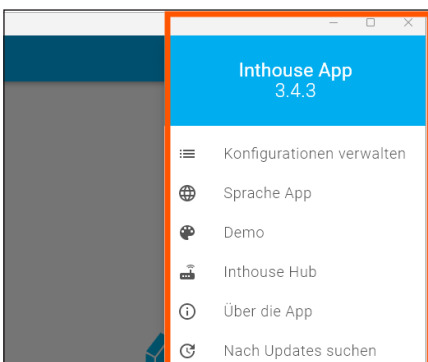 Inthouse App
3.4.3
Konfigurationen verwalten
Sprache App
Demo
Inthouse Hub
Über die App
Nach Updates suchen